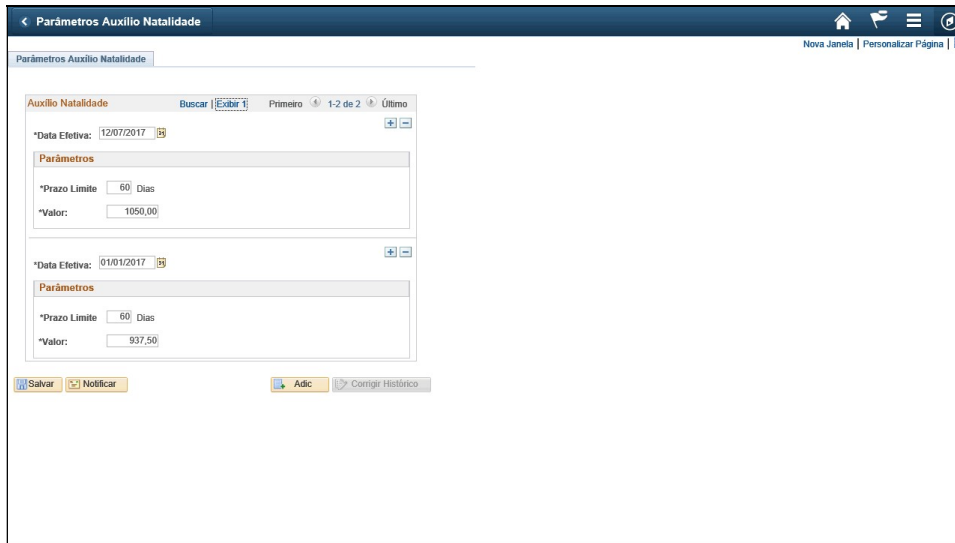 Parâmetros Auxílio Natalidade
Nova Janela | Personalizar Página |
Parâmetros Auxílio Natalidade
Auxílio Natalidade Buscar | Exibir 1 Primeiro 1-2 de 2 Último
*Data Efetiva: 12/07/2017
Parâmetros
*Prazo Limite 60 Dias
*Valor: 1050,00
*Data Efetiva: 01/01/2017
Parâmetros
*Prazo Limite 60 Dias
*Valor: 937,50
Salvar Notificar Adic Corrigir Histórico